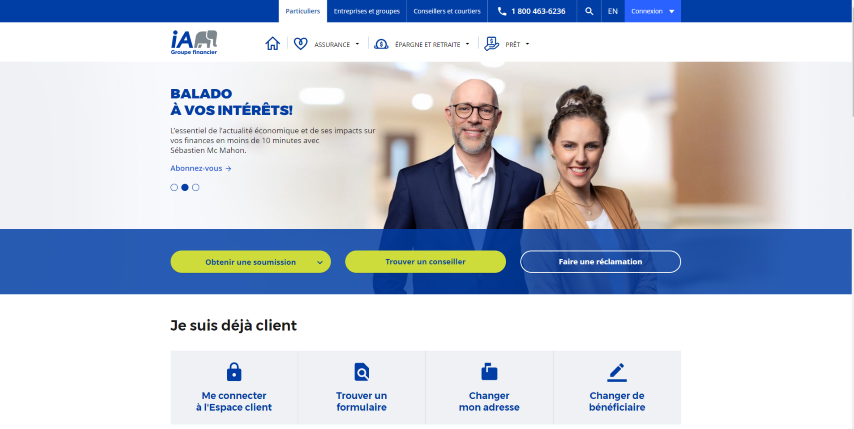 Particuliers
Entreprises et groupes
Conseillers et courtiers
1 800 463-6236
EN
Connexion
iA
Groupe financier
ASSURANCE
ÉPARGNE ET RETRAITE
PRÊT
BALADO
À VOS INTÉRÊTS!
L'essentiel de l'actualité économique et de ses impacts sur
vos finances en moins de 10 minutes avec
Sébastien Mc Mahon.
Abonnez-vous →
Obtenir une soumission
Trouver un conseiller
Faire une réclamation
Je suis déjà client
Me connecter
à l'Espace client
Trouver un
formulaire
Changer
mon adresse
Changer de
bénéficiaire